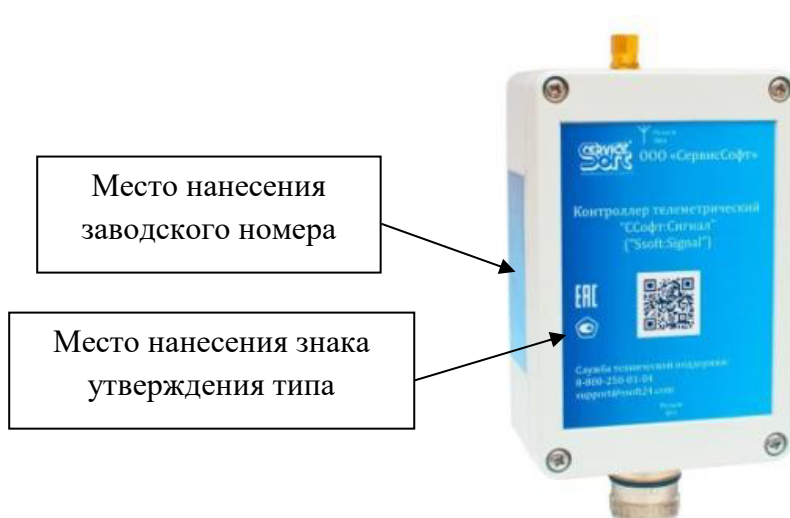 Место нанесения
заводского номера
Место нанесения знака
утверждения типа
SERVICE
Soft
ООО «СервисСофт»
Контроллер телеметрический
"ССофт:Сигнал"
("Ssoft:Signal")
EAC
Служба технической поддержки:
8-800-250-01-04
support@ssoft24.com